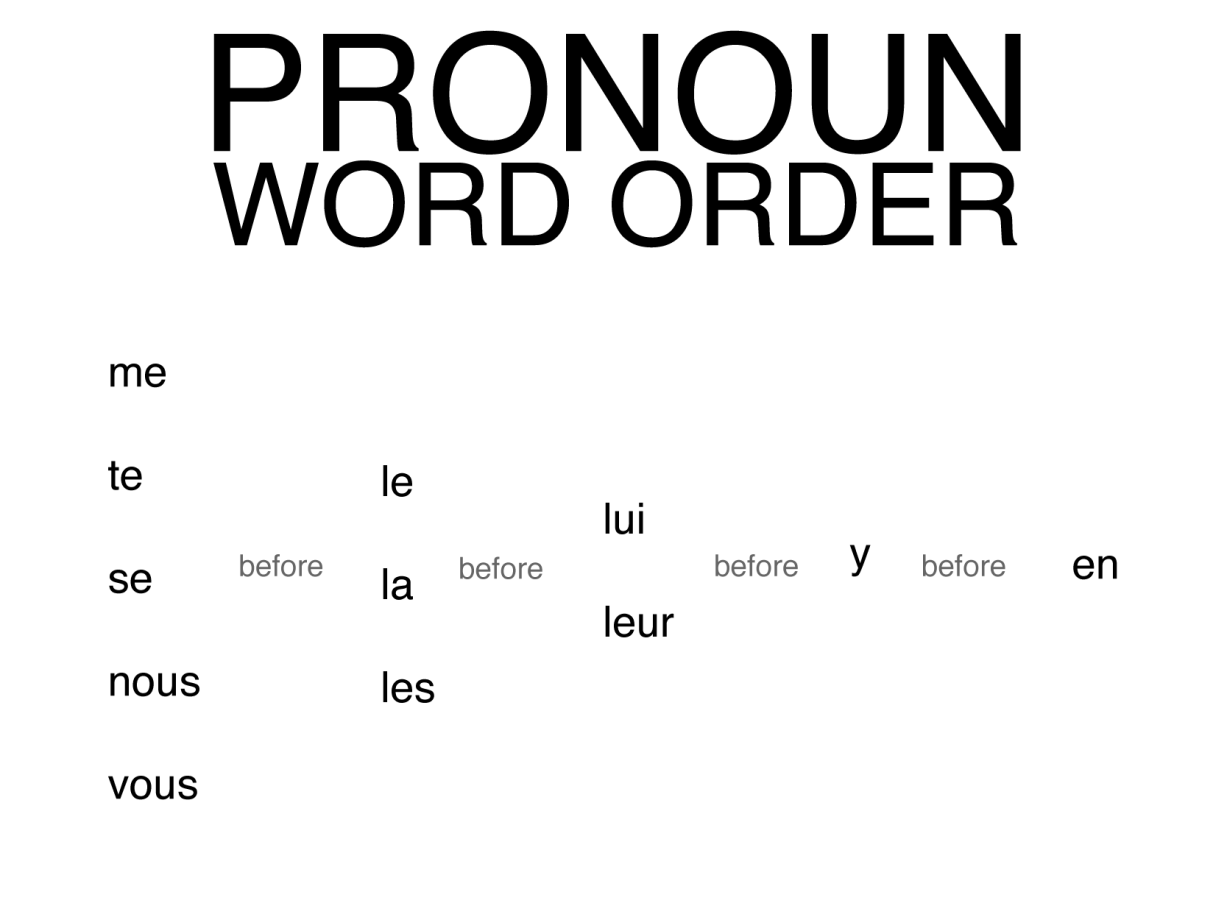 PRONOUN
WORD ORDER
me
te
se
nous
vous
before
le
la
les
before
lui
leur
before
y
before
en